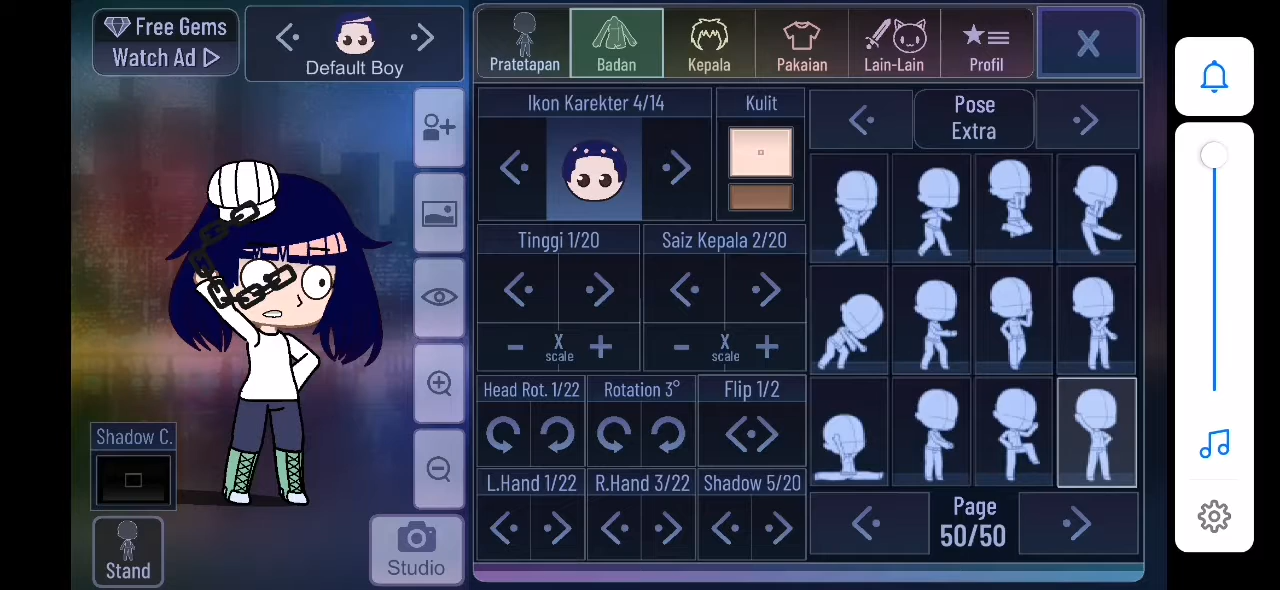 Free Gems
Watch Ad
Default Boy
Pratetapan
Badan
Kepala
Pakaian
Lain-Lain
Profil
X
Ikon Karekter 4/14
Kulit
Pose
Extra
Tinggi 1/20
Saiz Kepala 2/20
- X scale +
- X scale +
Head Rot. 1/22
Rotation 3°
Flip 1/2
L.Hand 1/22
R.Hand 3/22
Shadow 5/20
Page
50/50
Shadow C.
Stand
Studio